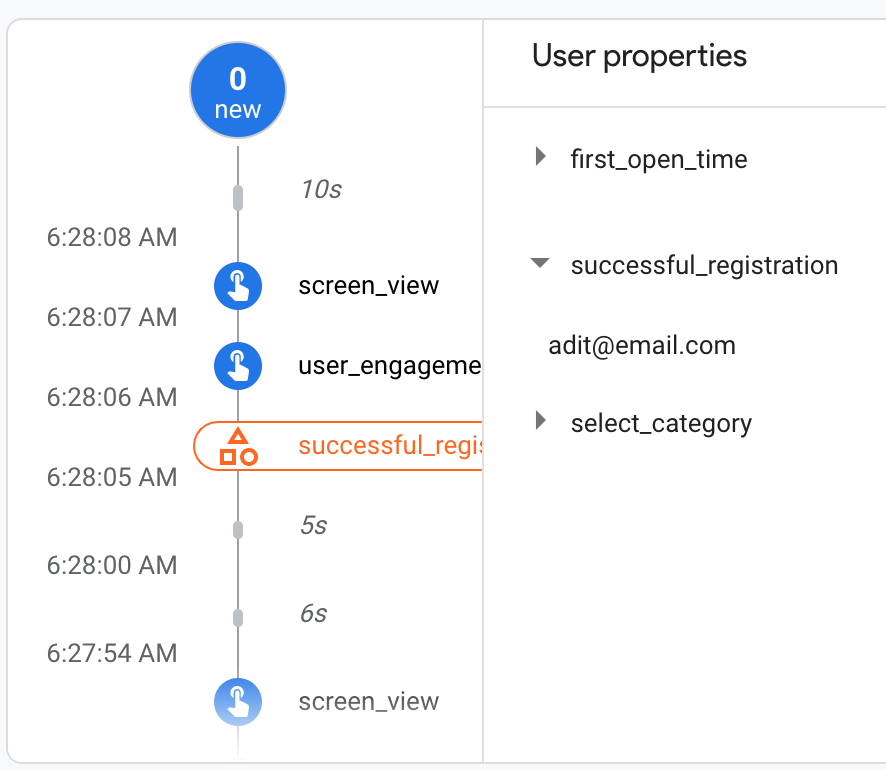 0
new
10s
6:28:08 AM
screen_view
6:28:07 AM
user_engageme
6:28:06 AM
successful_regis
6:28:05 AM
5s
6:28:00 AM
6s
6:27:54 AM
screen_view
User properties
first_open_time
successful_registration
adit@email.com
select_category